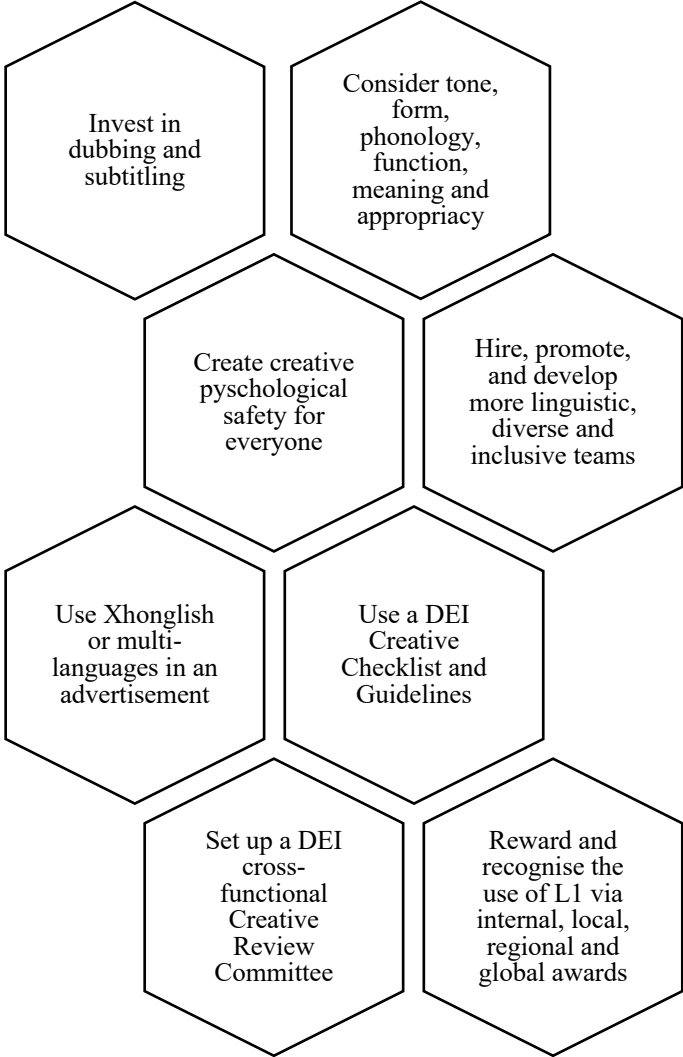 Invest in
dubbing and
subtitling
Consider tone,
form,
phonology,
function,
meaning and
appropriacy
Create creative
pyschological
safety for
everyone
Hire, promote,
and develop
more linguistic,
diverse and
inclusive teams
Use Xhonglish
or multi-
languages in an
advertisement
Use a DEI
Creative
Checklist and
Guidelines
Set up a DEI
cross-
functional
Creative
Review
Committee
Reward and
recognise the
use of L1 via
internal, local,
regional and
global awards